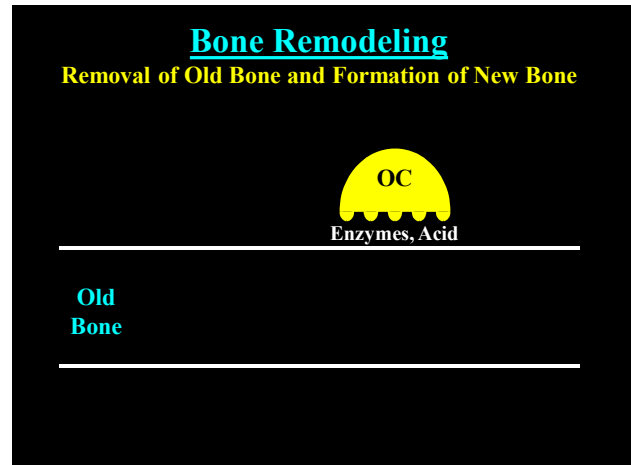 Bone Remodeling
Removal of Old Bone and Formation of New Bone
OC
Enzymes, Acid
Old
Bone